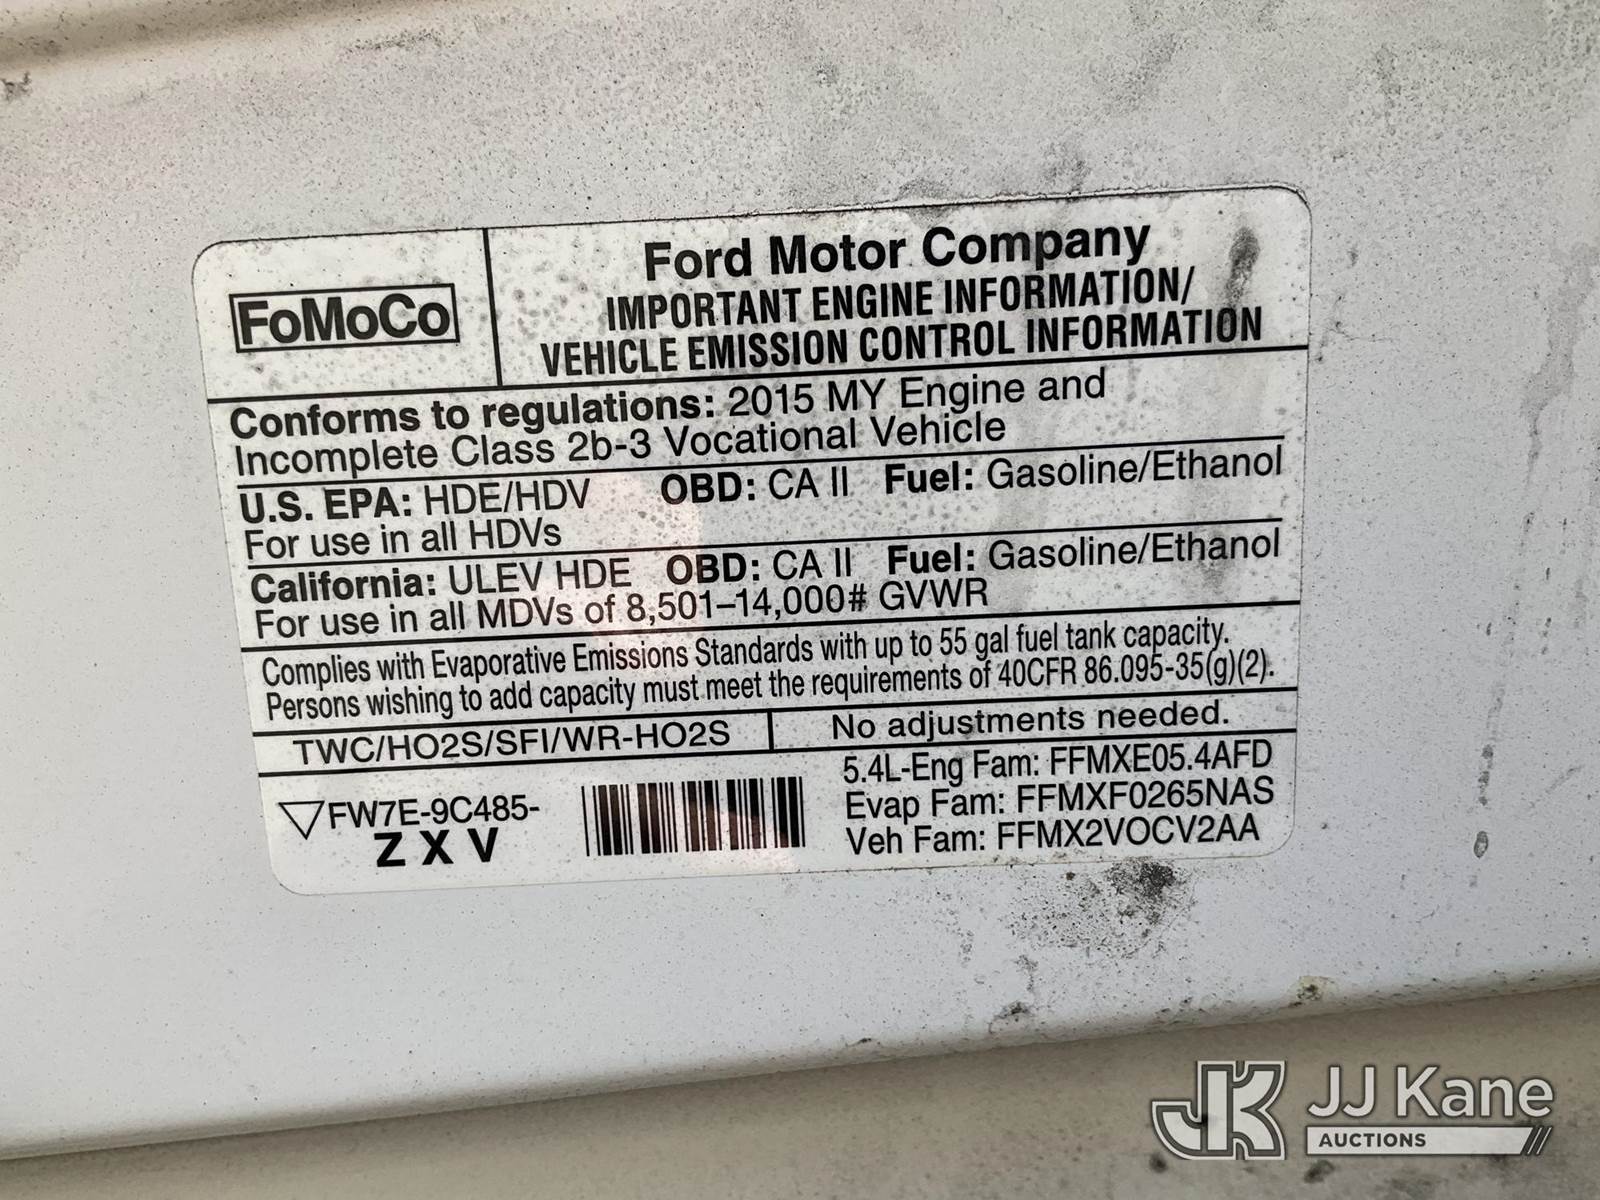 FoMoCo
Ford Motor Company
IMPORTANT ENGINE INFORMATION/
VEHICLE EMISSION CONTROL INFORMATION
Conforms to regulations: 2015 MY Engine and
Incomplete Class 2b-3 Vocational Vehicle
U.S. EPA: HDE/HDV OBD: CA II Fuel: Gasoline/Ethanol
For use in all HDVs
California: ULEV HDE OBD: CA II Fuel: Gasoline/Ethanol
For use in all MDVs of 8,501–14,000# GVWR
Complies with Evaporative Emissions Standards with up to 55 gal fuel tank capacity.
Persons wishing to add capacity must meet the requirements of 40CFR 86.095-35(g)(2).
TWC/HO2S/SFI/WR-HO2S
No adjustments needed.
FW7E-9C485-
Z X V
5.4L-Eng Fam: FFMXE05.4AFD
Evap Fam: FFMXF0265NAS
Veh Fam: FFMX2VOCV2AA
JK
JJ Kane
AUCTIONS